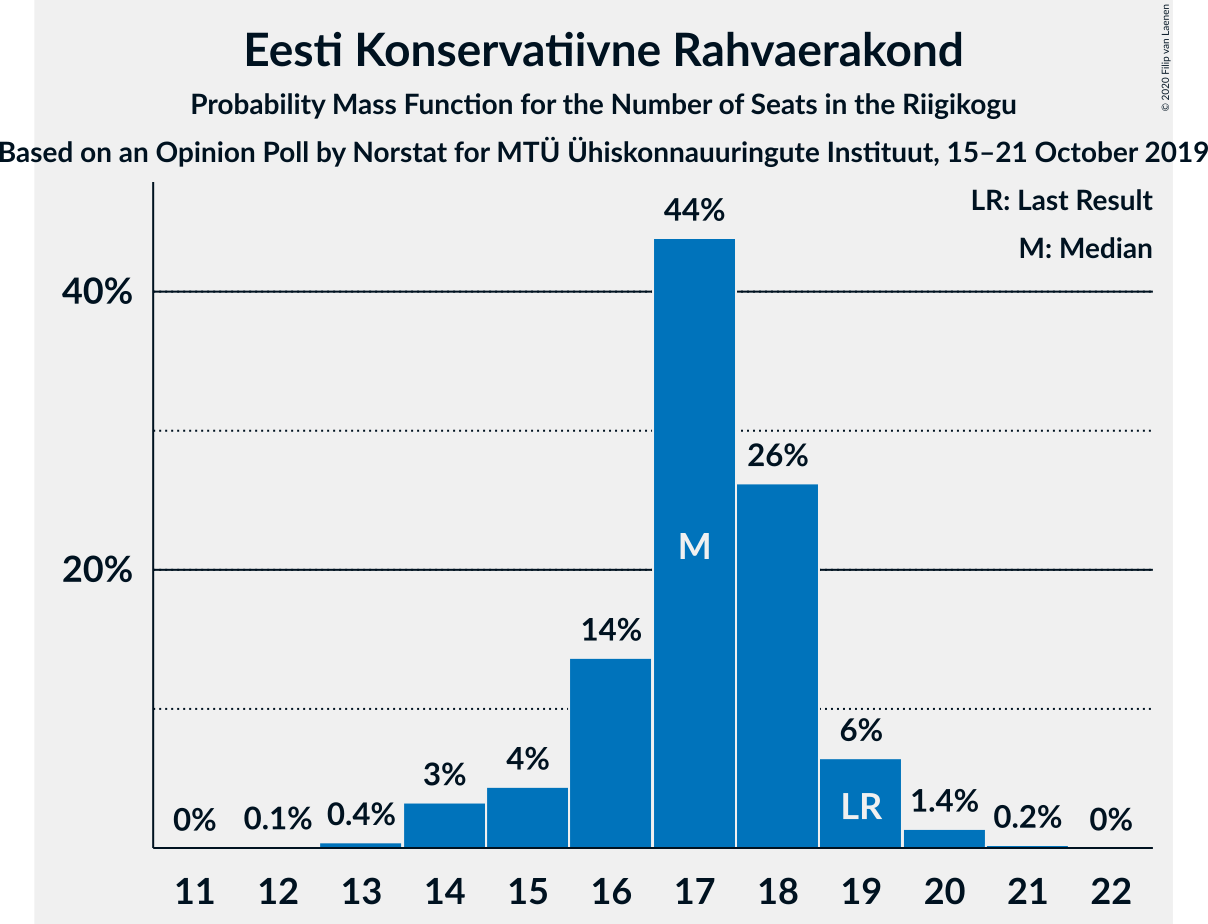 Eesti Konservatiivne Rahvaerakond
Probability Mass Function for the Number of Seats in the Riigikogu
Based on an Opinion Poll by Norstat for MTÜ Ühiskonnauuringute Instituut, 15–21 October 2019
© 2020 Filip van Laenen
LR: Last Result
M: Median
40%
20%
0%
0.1%
0.4%
3%
4%
14%
44%
26%
6%
1.4%
0.2%
0%
M
LR
11 12 13 14 15 16 17 18 19 20 21 22